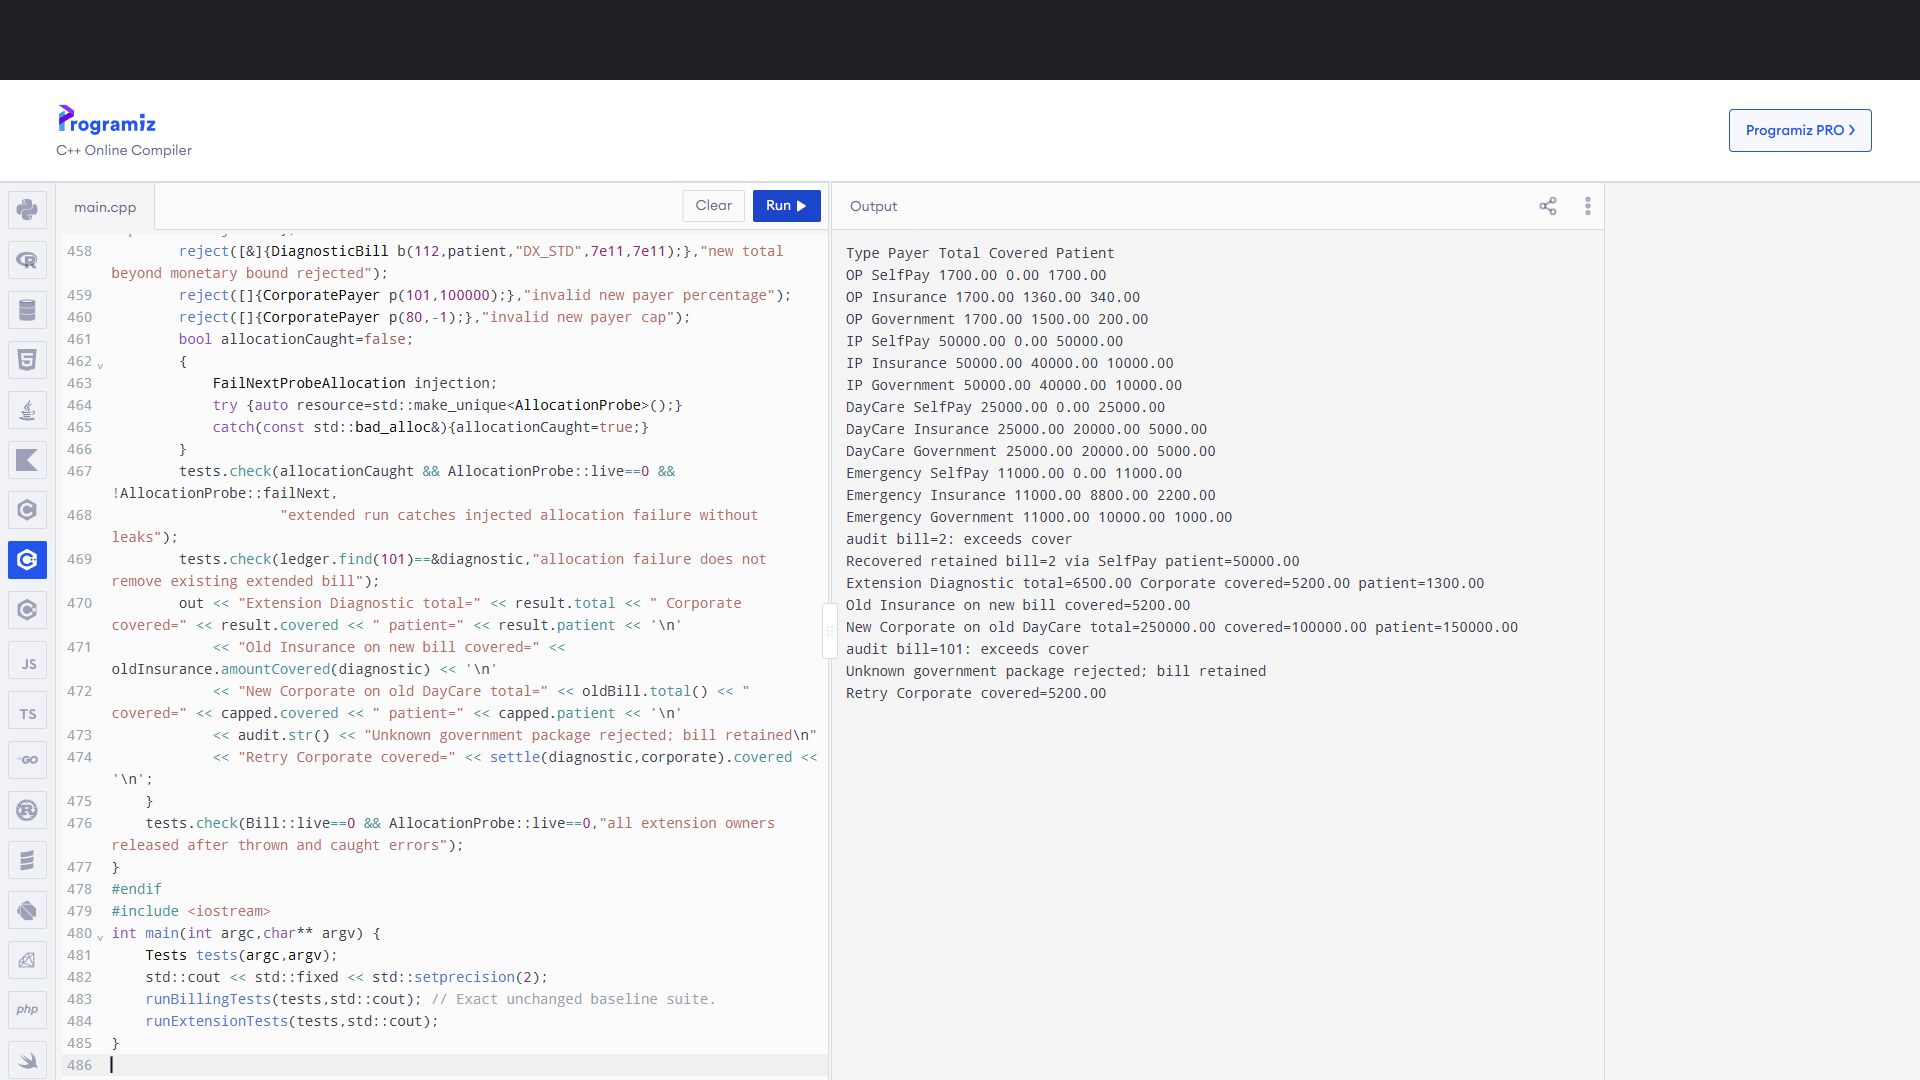 Programiz
C++ Online Compiler
Programiz PRO ❯
main.cpp
Clear
Run
Output
458         reject([&]{DiagnosticBill b(112,patient,"DX_STD",7e11,7e11);},"new total
beyond monetary bound rejected");
459         reject([]{CorporatePayer p(101,100000);},"invalid new payer percentage");
460         reject([]{CorporatePayer p(80,-1);},"invalid new payer cap");
461         bool allocationCaught=false;
462         {
463             FailNextProbeAllocation injection;
464             try {auto resource=std::make_unique<AllocationProbe>();}
465             catch(const std::bad_alloc&){allocationCaught=true;}
466         }
467         tests.check(allocationCaught && AllocationProbe::live==0 &&
!AllocationProbe::failNext,
468                     "extended run catches injected allocation failure without
leaks");
469         tests.check(ledger.find(101)==&diagnostic,"allocation failure does not
remove existing extended bill");
470         out << "Extension Diagnostic total=" << result.total << " Corporate
covered=" << result.covered << " patient=" << result.patient << '\n'
471             << "Old Insurance on new bill covered=" <<
oldInsurance.amountCovered(diagnostic) << '\n'
472             << "New Corporate on old DayCare total=" << oldBill.total() << "
covered=" << capped.covered << " patient=" << capped.patient << '\n'
473             << audit.str() << "Unknown government package rejected; bill retained\n"
474             << "Retry Corporate covered=" << settle(diagnostic,corporate).covered <<
'\n';
475     }
476     tests.check(Bill::live==0 && AllocationProbe::live==0,"all extension owners
released after thrown and caught errors");
477 }
478 #endif
479 #include <iostream>
480 int main(int argc,char** argv) {
481     Tests tests(argc,argv);
482     std::cout << std::fixed << std::setprecision(2);
483     runBillingTests(tests,std::cout); // Exact unchanged baseline suite.
484     runExtensionTests(tests,std::cout);
485 }
486
Type Payer Total Covered Patient
OP SelfPay 1700.00 0.00 1700.00
OP Insurance 1700.00 1360.00 340.00
OP Government 1700.00 1500.00 200.00
IP SelfPay 50000.00 0.00 50000.00
IP Insurance 50000.00 40000.00 10000.00
IP Government 50000.00 40000.00 10000.00
DayCare SelfPay 25000.00 0.00 25000.00
DayCare Insurance 25000.00 20000.00 5000.00
DayCare Government 25000.00 20000.00 5000.00
Emergency SelfPay 11000.00 0.00 11000.00
Emergency Insurance 11000.00 8800.00 2200.00
Emergency Government 11000.00 10000.00 1000.00
audit bill=2: exceeds cover
Recovered retained bill=2 via SelfPay patient=50000.00
Extension Diagnostic total=6500.00 Corporate covered=5200.00 patient=1300.00
Old Insurance on new bill covered=5200.00
New Corporate on old DayCare total=250000.00 covered=100000.00 patient=150000.00
audit bill=101: exceeds cover
Unknown government package rejected; bill retained
Retry Corporate covered=5200.00
JS
TS
GO
php